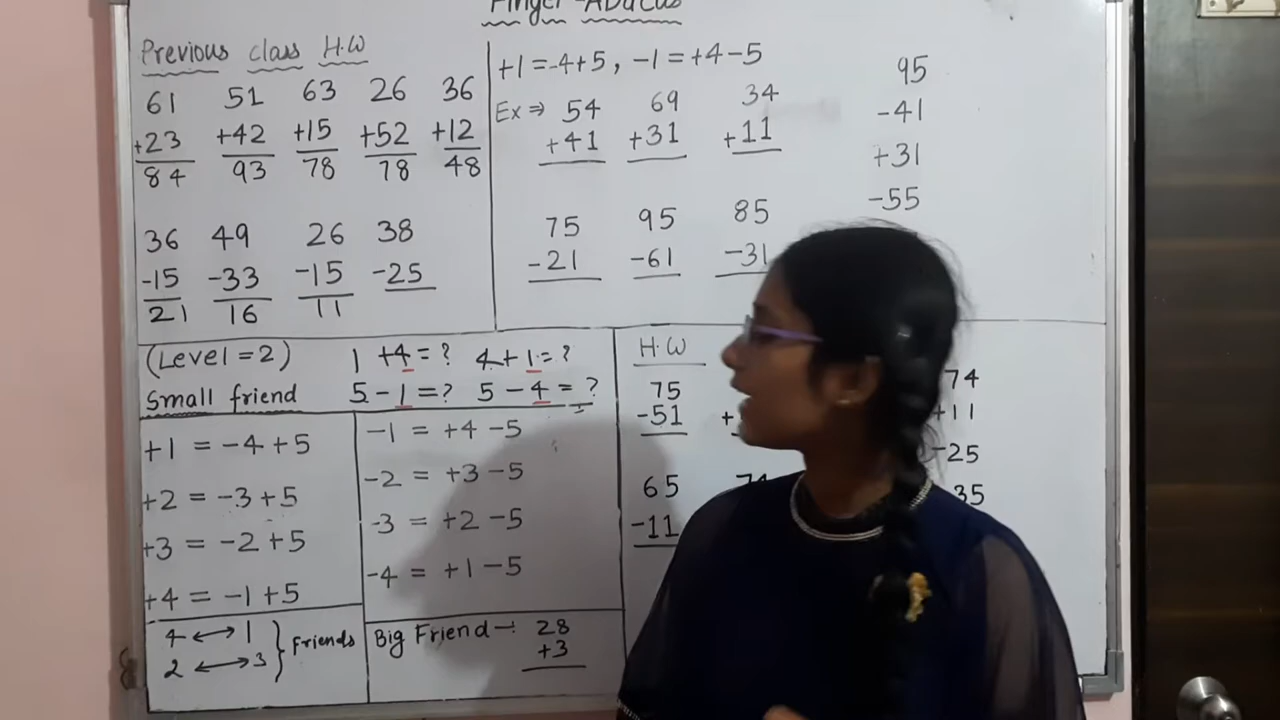 Finger-Abacus
Previous class H.W
61 51 63 26 36
+23 +42 +15 +52 +12
84 93 78 78 48
36 49 26 38
-15 -33 -15 -25
21 16 11
+1=-4+5, -1=+4-5
Ex ⇒ 54 69 34
+41 +31 +11
75 95 85
-21 -61 -31
95
-41
+31
-55
(Level=2) 1 +4=? 4+1=?
Small friend 5-1=? 5-4=?
+1 = -4+5
+2 = -3+5
+3 = -2+5
+4 = -1+5
-1 = +4-5
-2 = +3-5
-3 = +2-5
-4 = +1-5
4 ↔ 1
2 ↔ 3 } Friends
Big Friend-: 28
+3
H.W
75
-51 +
65
-11
74
+11
-25
35